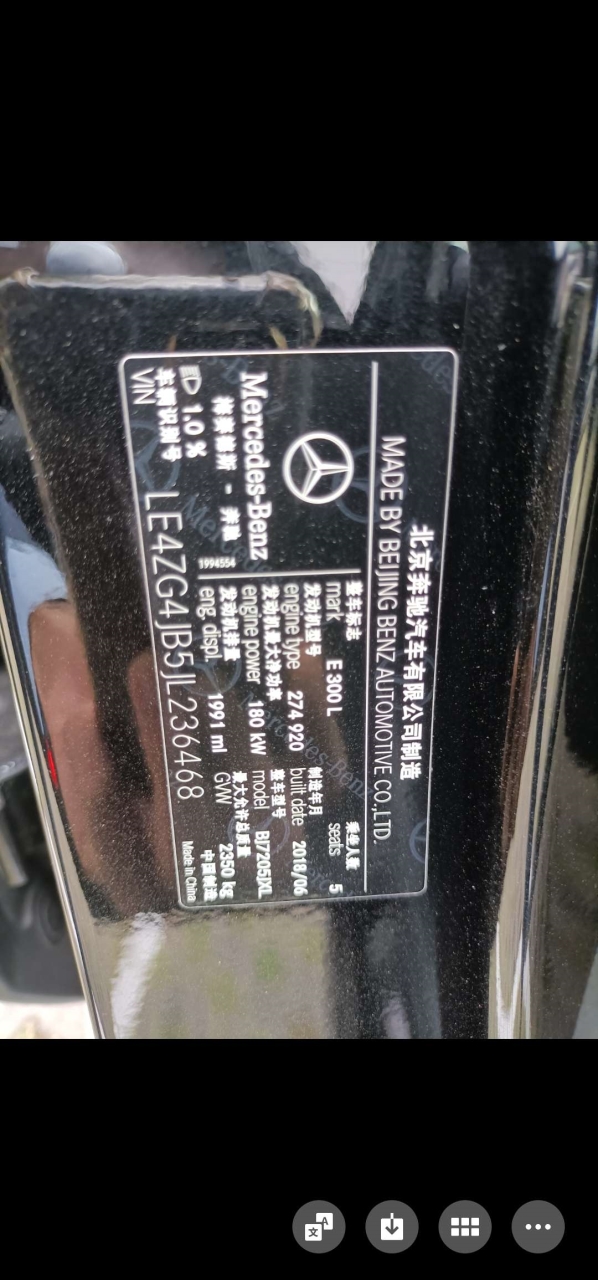 北京奔驰汽车有限公司制造
MADE BY BEIJING BENZ AUTOMOTIVE CO.,LTD.
Mercedes-Benz
梅赛德斯 - 奔驰
1994554
1.0 %
整车标志
mark E 300 L
乘坐人数
seats 5
发动机型号
engine type 274 920
制造年月
built date 2018/06
发动机最大净功率
engine power 180 kW
整车型号
model BJ7205DXL
发动机排量
eng. displ. 1991 ml
最大允许总质量
GVW 2350 kg
中国制造
Made in China
车辆识别号
VIN LE4ZG4JB5JL236468